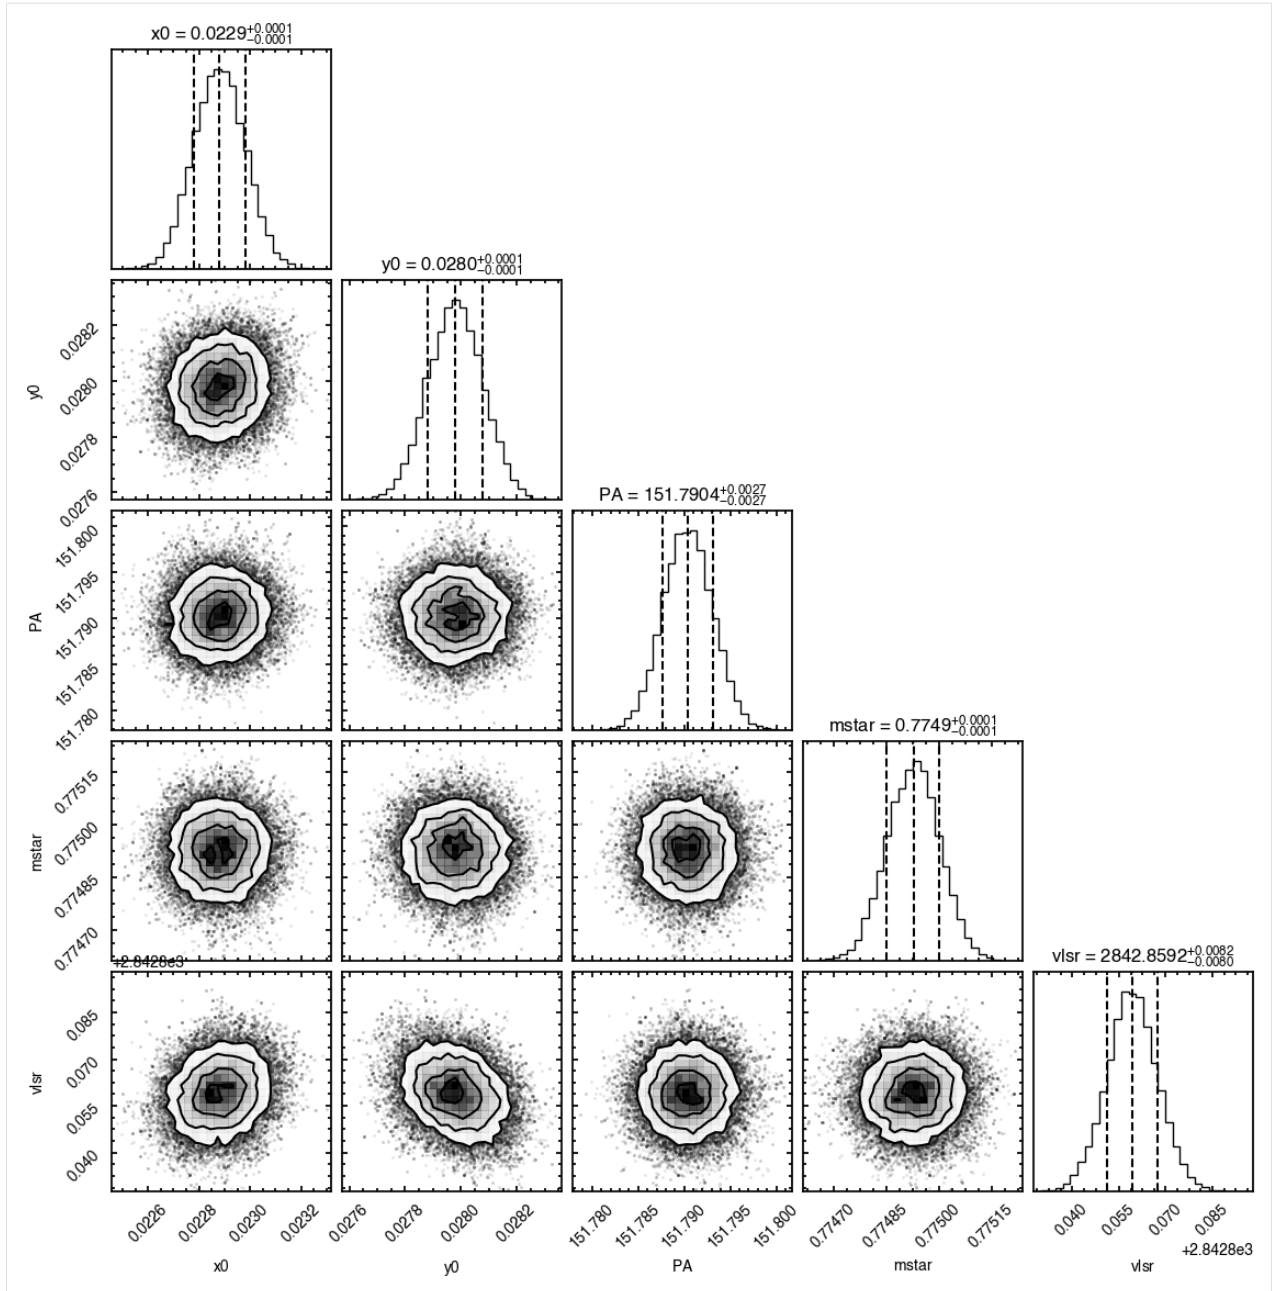 x0 = 0.0229+0.0001−0.0001
y0 = 0.0280+0.0001−0.0001
0.0282
0.0280
0.0278
0.0276
y0
PA = 151.7904+0.0027−0.0027
151.800
151.795
151.790
151.785
151.780
PA
mstar = 0.7749+0.0001−0.0001
0.77515
0.77500
0.77485
0.77470
mstar
+2.8428e3
vlsr = 2842.8592+0.0082−0.0080
0.085
0.070
0.055
0.040
vlsr
0.0226 0.0228 0.0230 0.0232
0.0276 0.0278 0.0280 0.0282
151.780 151.785 151.790 151.795 151.800
0.77470 0.77485 0.77500 0.77515
0.040 0.055 0.070 0.085
+2.8428e3
x0 y0 PA mstar vlsr